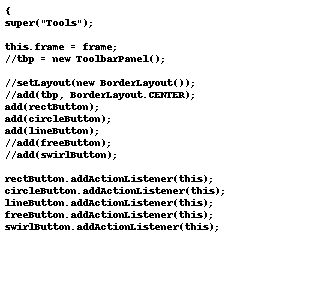 {
super("Tools");
this.frame = frame;
//tbp = new ToolbarPanel();
//setLayout(new BorderLayout());
//add(tbp, BorderLayout.CENTER);
add(rectButton);
add(circleButton);
add(lineButton);
//add(freeButton);
//add(swirlButton);
rectButton.addActionListener(this);
circleButton.addActionListener(this);
lineButton.addActionListener(this);
freeButton.addActionListener(this);
swirlButton.addActionListener(this);